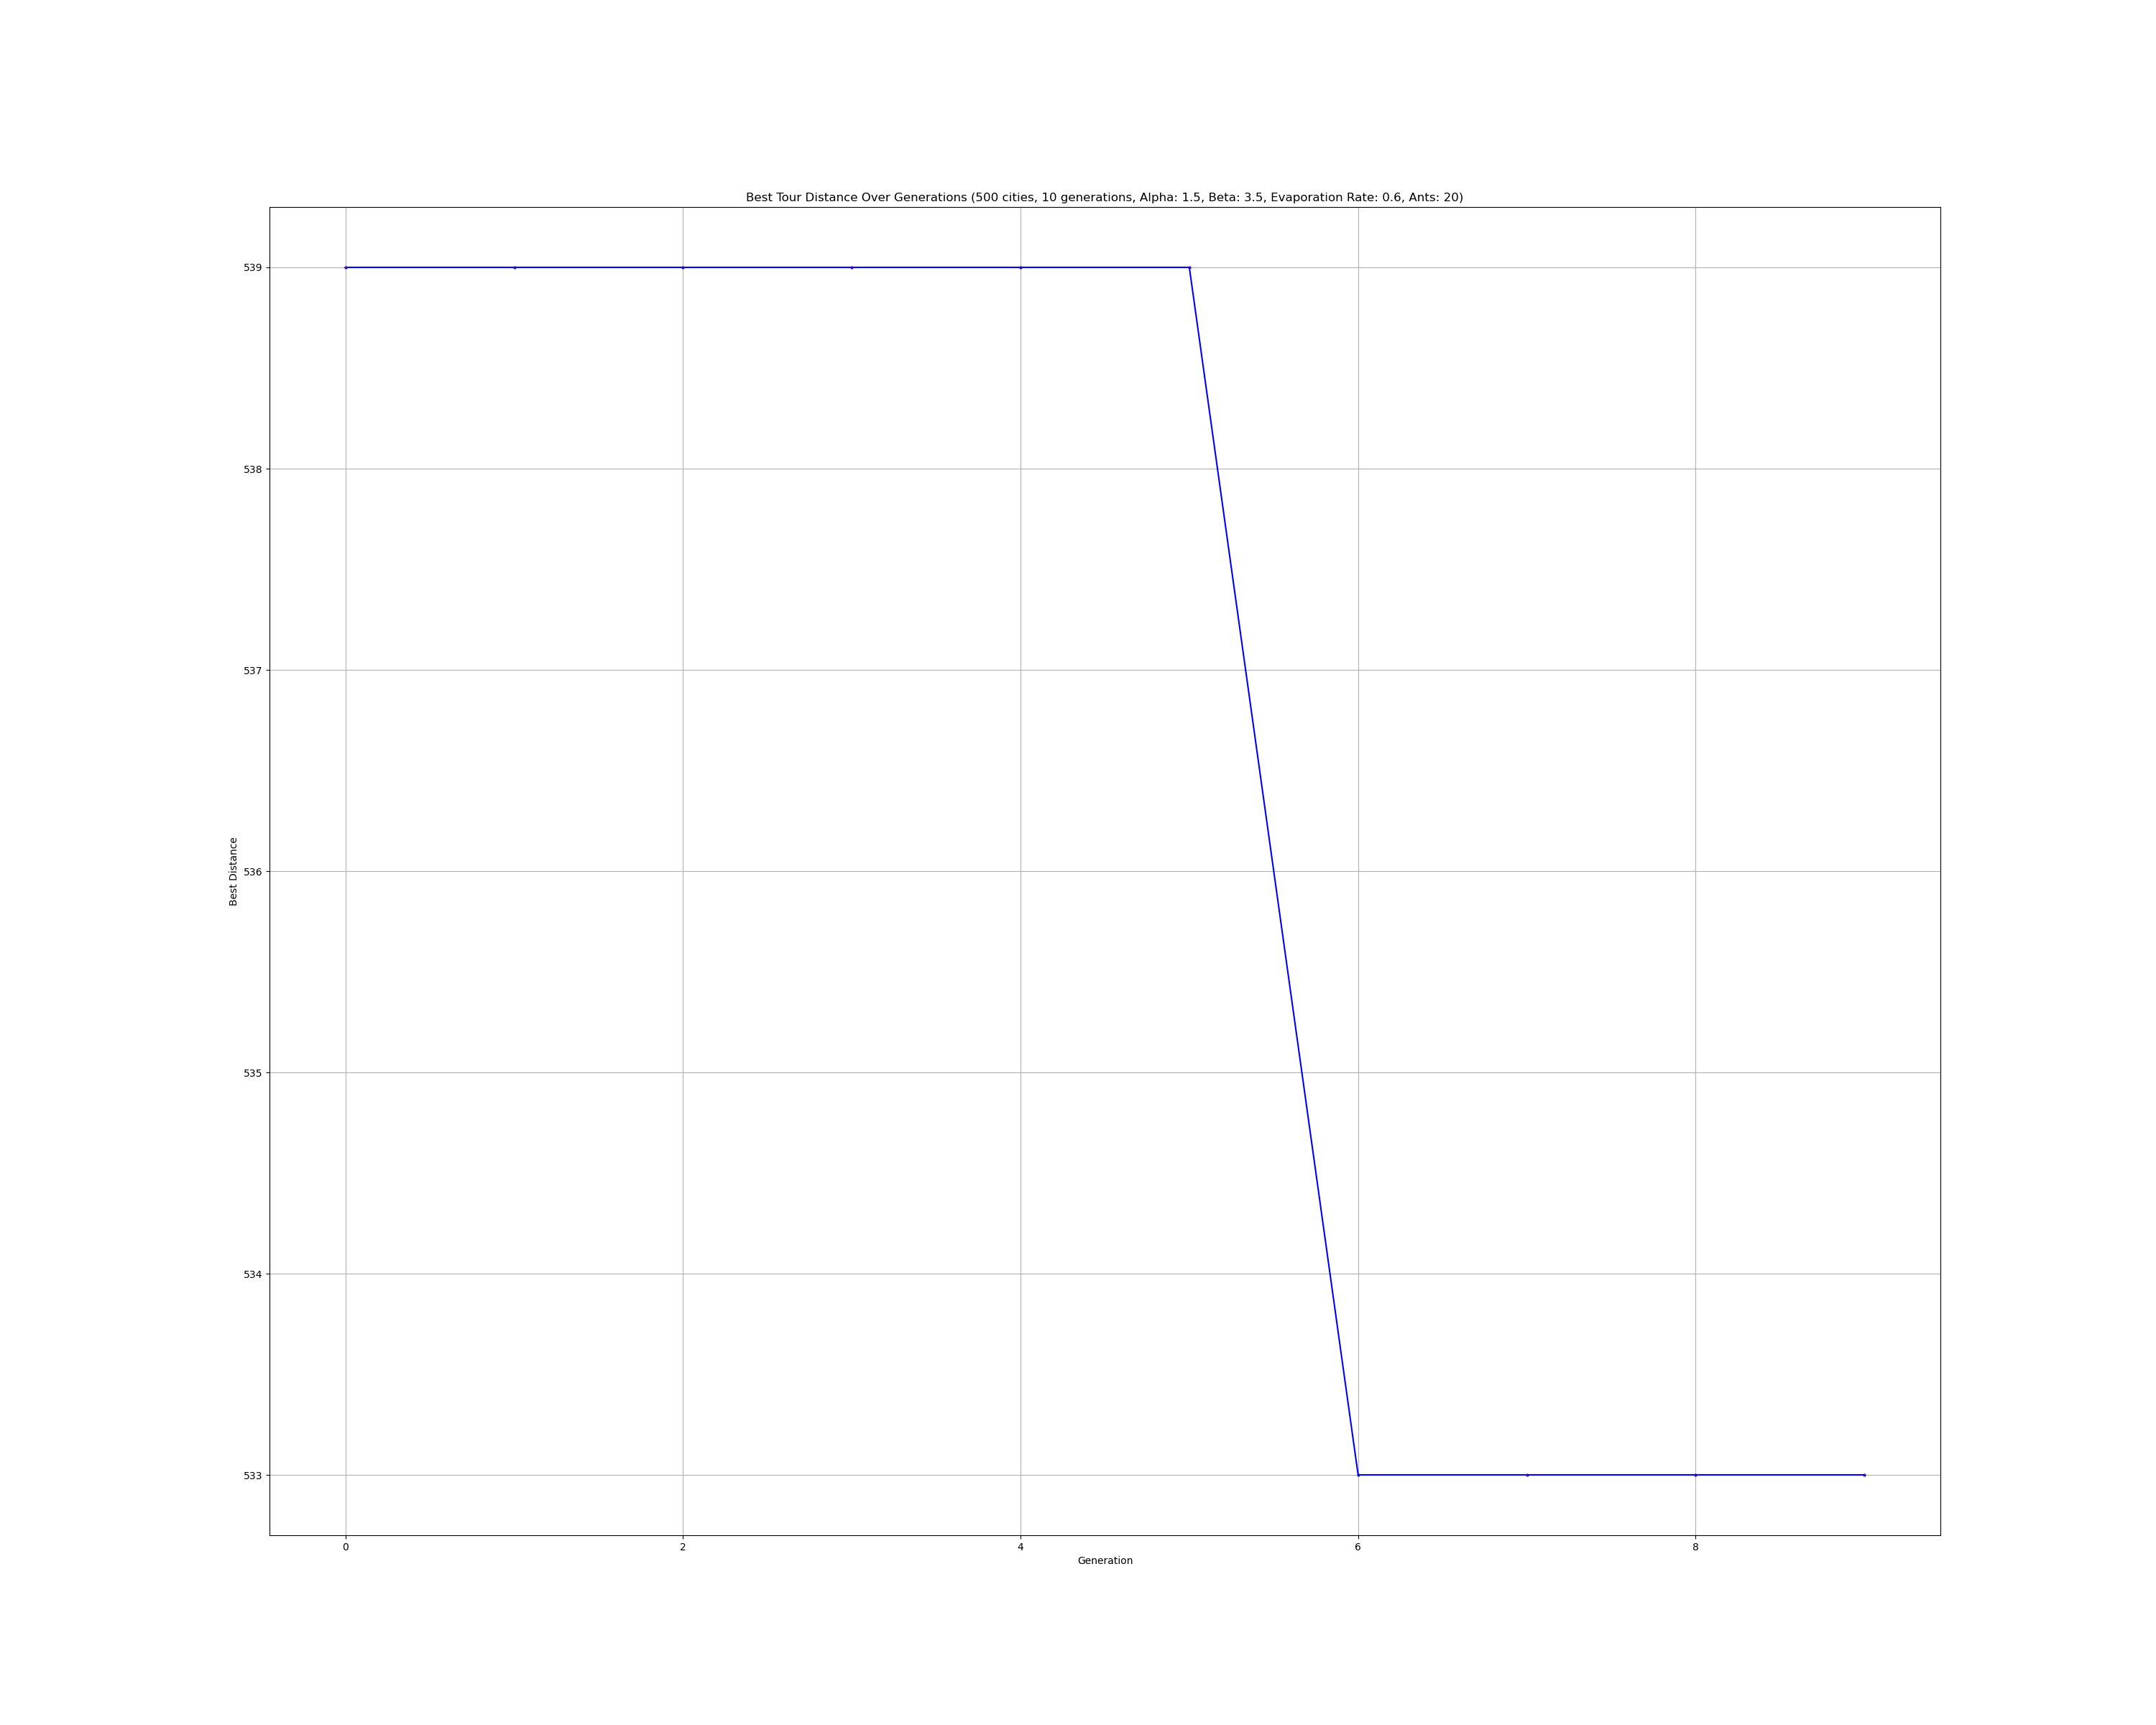 Best Tour Distance Over Generations (500 cities, 10 generations, Alpha: 1.5, Beta: 3.5, Evaporation Rate: 0.6, Ants: 20)
539
538
537
536
535
534
533
Best Distance
0 2 4 6 8
Generation